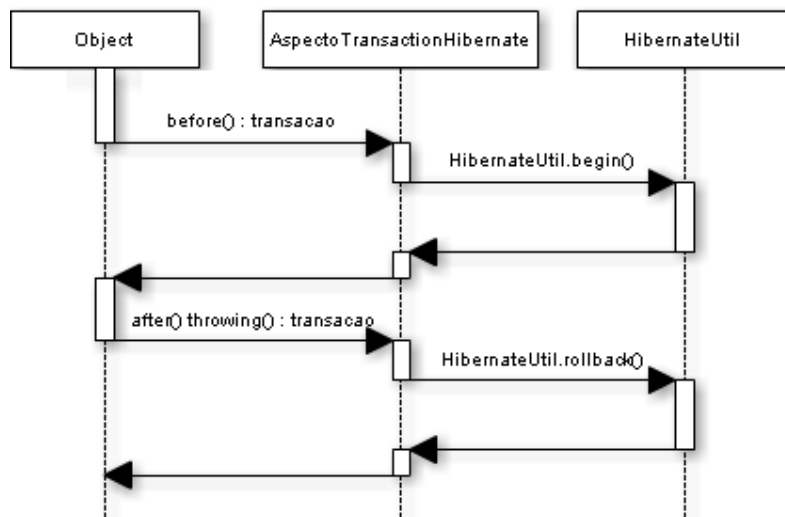 Object
AspectoTransactionHibernate
HibernateUtil
before() : transacao
HibernateUtil.begin()
after() throwing() : transacao
HibernateUtil.rollback()